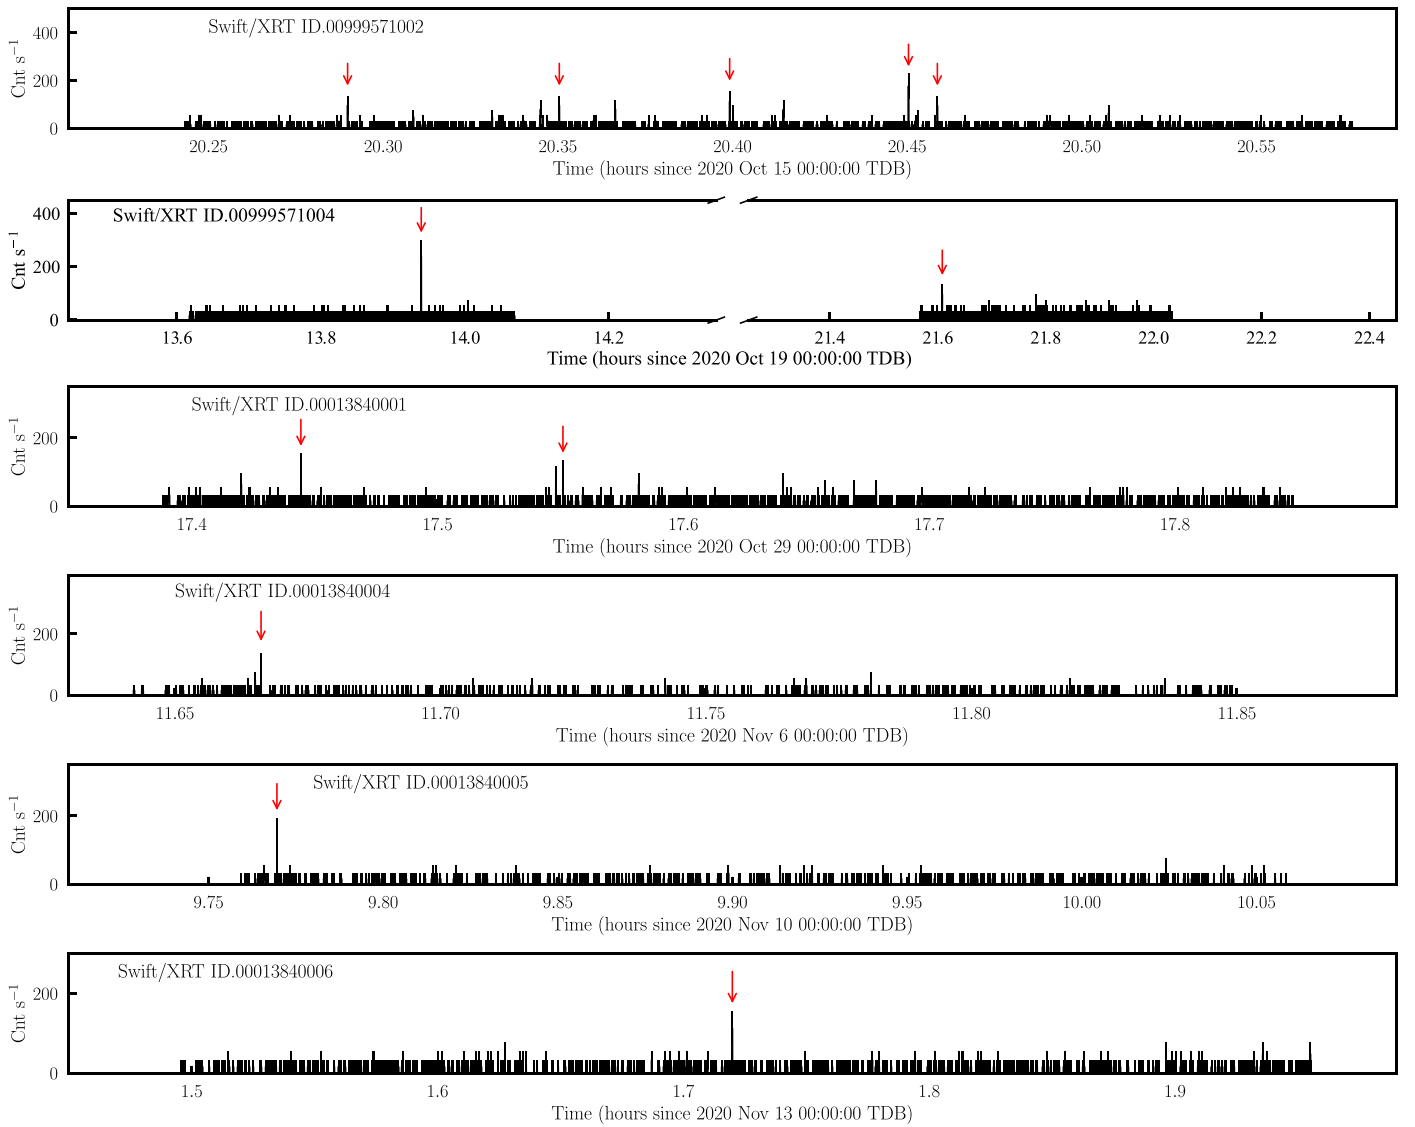 Swift/XRT ID.00999571002
Cnt s⁻¹
400
200
0
20.25 20.30 20.35 20.40 20.45 20.50 20.55
Time (hours since 2020 Oct 15 00:00:00 TDB)
Swift/XRT ID.00999571004
Cnt s⁻¹
400
200
0
13.6 13.8 14.0 14.2 21.4 21.6 21.8 22.0 22.2 22.4
Time (hours since 2020 Oct 19 00:00:00 TDB)
Swift/XRT ID.00013840001
Cnt s⁻¹
200
0
17.4 17.5 17.6 17.7 17.8
Time (hours since 2020 Oct 29 00:00:00 TDB)
Swift/XRT ID.00013840004
Cnt s⁻¹
200
0
11.65 11.70 11.75 11.80 11.85
Time (hours since 2020 Nov 6 00:00:00 TDB)
Swift/XRT ID.00013840005
Cnt s⁻¹
200
0
9.75 9.80 9.85 9.90 9.95 10.00 10.05
Time (hours since 2020 Nov 10 00:00:00 TDB)
Swift/XRT ID.00013840006
Cnt s⁻¹
200
0
1.5 1.6 1.7 1.8 1.9
Time (hours since 2020 Nov 13 00:00:00 TDB)